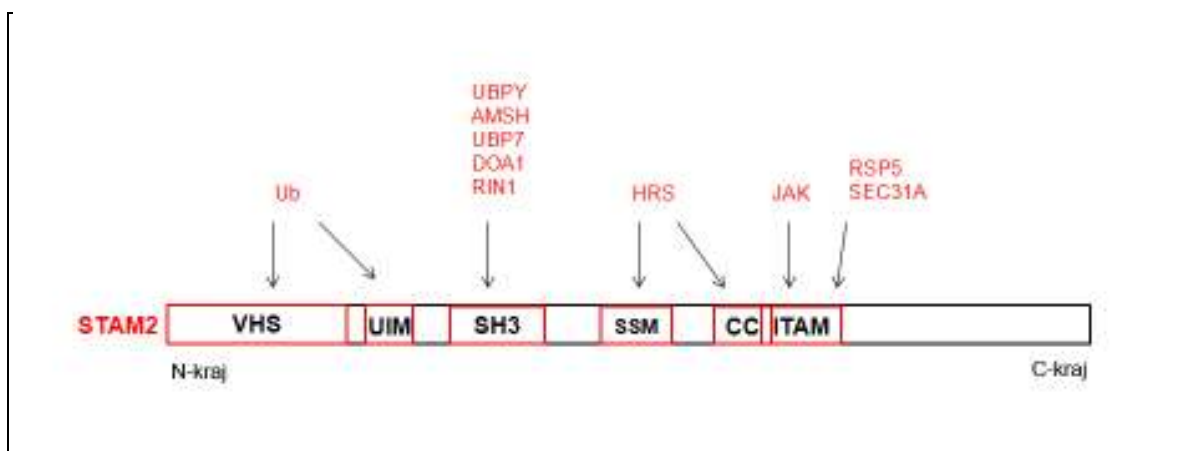 UBPY
AMSH
UBP7
DOA1
RIN1
Ub
HRS
JAK
RSP5
SEC31A
STAM2
VHS
UIM
SH3
SSM
CC
ITAM
N-kraj
C-kraj